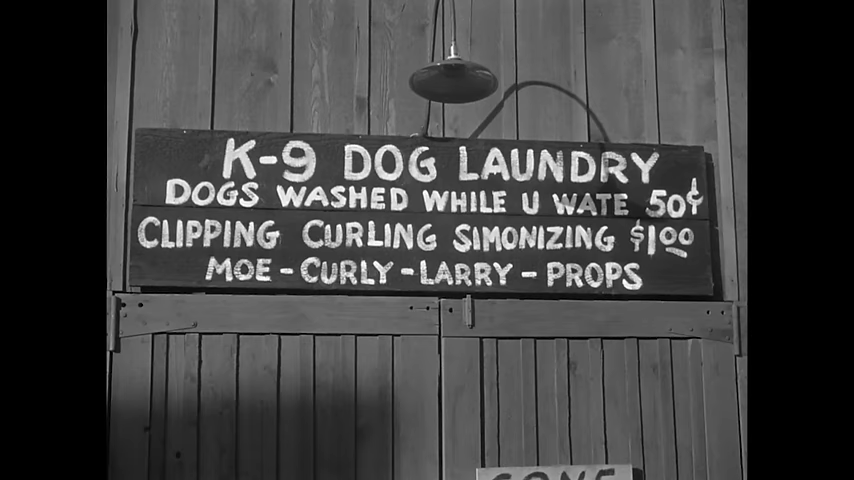 K-9 DOG LAUNDRY
DOGS WASHED WHILE U WATE 50¢
CLIPPING CURLING SIMONIZING $1.00
MOE - CURLY - LARRY - PROPS